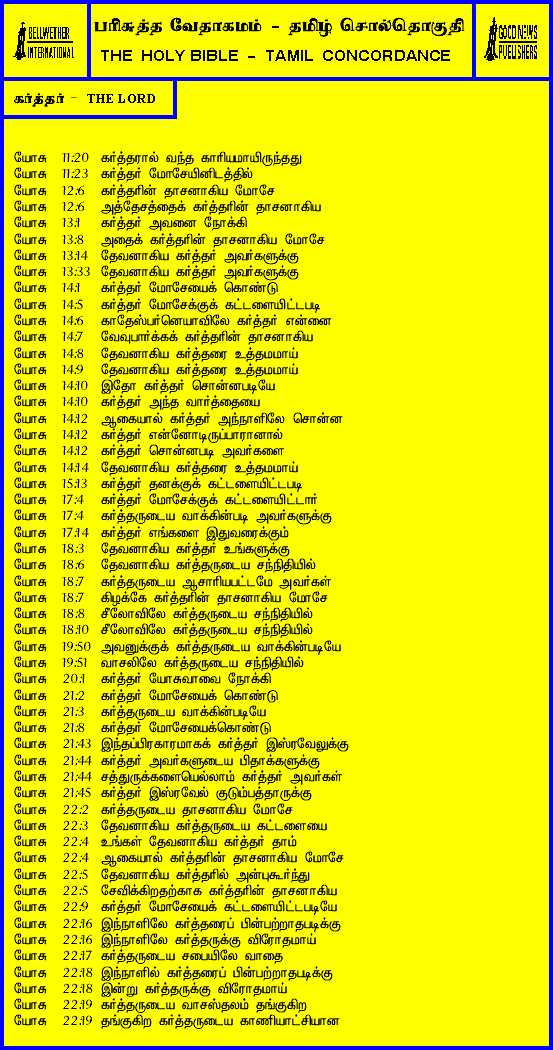 BELLWETHER
INTERNATIONAL
பரிசுத்த வேதாகமம் - தமிழ் சொல்தொகுதி
THE HOLY BIBLE - TAMIL CONCORDANCE
GOOD NEWS
PUBLISHERS
கர்த்தர் - THE LORD
யோசு 11:20 கர்த்தரால் வந்த காரியமாயிருந்தது
யோசு 11:23 கர்த்தர் மோசேயினிடத்தில்
யோசு 12:6 கர்த்தரின் தாசனாகிய மோசே
யோசு 12:6 அத்தேசத்தைக் கர்த்தரின் தாசனாகிய
யோசு 13:1 கர்த்தர் அவனை நோக்கி
யோசு 13:8 அதைக் கர்த்தரின் தாசனாகிய மோசே
யோசு 13:14 தேவனாகிய கர்த்தர் அவர்களுக்கு
யோசு 13:33 தேவனாகிய கர்த்தர் அவர்களுக்கு
யோசு 14:1 கர்த்தர் மோசேயைக் கொண்டு
யோசு 14:5 கர்த்தர் மோசேக்குக் கட்டளையிட்டபடி
யோசு 14:6 காதேஸ்பர்னெயாவிலே கர்த்தர் என்னை
யோசு 14:7 வேவுபார்க்கக் கர்த்தரின் தாசனாகிய
யோசு 14:8 தேவனாகிய கர்த்தரை உத்தமமாய்
யோசு 14:9 தேவனாகிய கர்த்தரை உத்தமமாய்
யோசு 14:10 இதோ கர்த்தர் சொன்னபடியே
யோசு 14:10 கர்த்தர் அந்த வார்த்தையை
யோசு 14:12 ஆகையால் கர்த்தர் அந்நாளிலே சொன்ன
யோசு 14:12 கர்த்தர் என்னோடிருப்பாரானால்
யோசு 14:12 கர்த்தர் சொன்னபடி அவர்களை
யோசு 14:14 தேவனாகிய கர்த்தரை உத்தமமாய்
யோசு 15:13 கர்த்தர் தனக்குக் கட்டளையிட்டபடி
யோசு 17:4 கர்த்தர் மோசேக்குக் கட்டளையிட்டார்
யோசு 17:4 கர்த்தருடைய வாக்கின்படி அவர்களுக்கு
யோசு 17:14 கர்த்தர் எங்களை இதுவரைக்கும்
யோசு 18:3 தேவனாகிய கர்த்தர் உங்களுக்கு
யோசு 18:6 தேவனாகிய கர்த்தருடைய சந்நிதியில்
யோசு 18:7 கர்த்தருடைய ஆசாரியபட்டமே அவர்கள்
யோசு 18:7 கிழக்கே கர்த்தரின் தாசனாகிய மோசே
யோசு 18:8 சீலோவிலே கர்த்தருடைய சந்நிதியில்
யோசு 18:10 சீலோவிலே கர்த்தருடைய சந்நிதியில்
யோசு 19:50 அவனுக்குக் கர்த்தருடைய வாக்கின்படியே
யோசு 19:51 வாசலிலே கர்த்தருடைய சந்நிதியில்
யோசு 20:1 கர்த்தர் யோசுவாவை நோக்கி
யோசு 21:2 கர்த்தர் மோசேயைக் கொண்டு
யோசு 21:3 கர்த்தருடைய வாக்கின்படியே
யோசு 21:8 கர்த்தர் மோசேயைக்கொண்டு
யோசு 21:43 இந்தப்பிரகாரமாகக் கர்த்தர் இஸ்ரவேலுக்கு
யோசு 21:44 கர்த்தர் அவர்களுடைய பிதாக்களுக்கு
யோசு 21:44 சத்துருக்களையெல்லாம் கர்த்தர் அவர்கள்
யோசு 21:45 கர்த்தர் இஸ்ரவேல் குடும்பத்தாருக்கு
யோசு 22:2 கர்த்தருடைய தாசனாகிய மோசே
யோசு 22:3 தேவனாகிய கர்த்தருடைய கட்டளையை
யோசு 22:4 உங்கள் தேவனாகிய கர்த்தர் தாம்
யோசு 22:4 ஆகையால் கர்த்தரின் தாசனாகிய மோசே
யோசு 22:5 தேவனாகிய கர்த்தரில் அன்புகூர்ந்து
யோசு 22:5 சேவிக்கிறதற்காக கர்த்தரின் தாசனாகிய
யோசு 22:9 கர்த்தர் மோசேயைக் கட்டளையிட்டபடியே
யோசு 22:16 இந்நாளிலே கர்த்தரைப் பின்பற்றாதபடிக்கு
யோசு 22:16 இந்நாளிலே கர்த்தருக்கு விரோதமாய்
யோசு 22:17 கர்த்தருடைய சபையிலே வாதை
யோசு 22:18 இந்நாளில் கர்த்தரைப் பின்பற்றாதபடிக்கு
யோசு 22:18 இன்று கர்த்தருக்கு விரோதமாய்
யோசு 22:19 கர்த்தருடைய வாசஸ்தலம் தங்குகிற
யோசு 22:19 தங்குகிற கர்த்தருடைய காணியாட்சியான